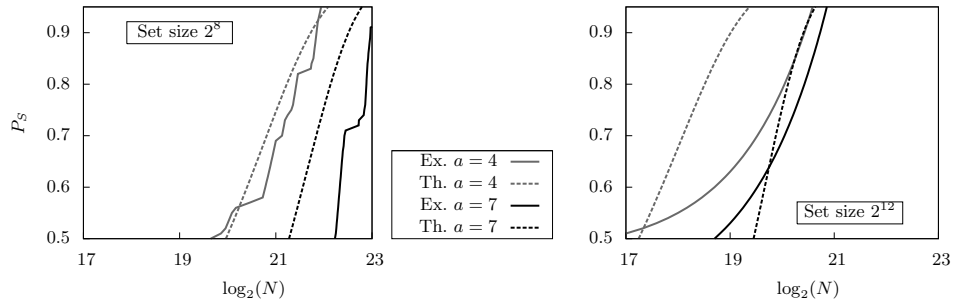 Set size 2^8
P_S
0.9
0.8
0.7
0.6
0.5
17
19
21
23
log₂(N)
Ex. a = 4
Th. a = 4
Ex. a = 7
Th. a = 7
0.9
0.8
0.7
0.6
0.5
Set size 2^12
17
19
21
23
log₂(N)